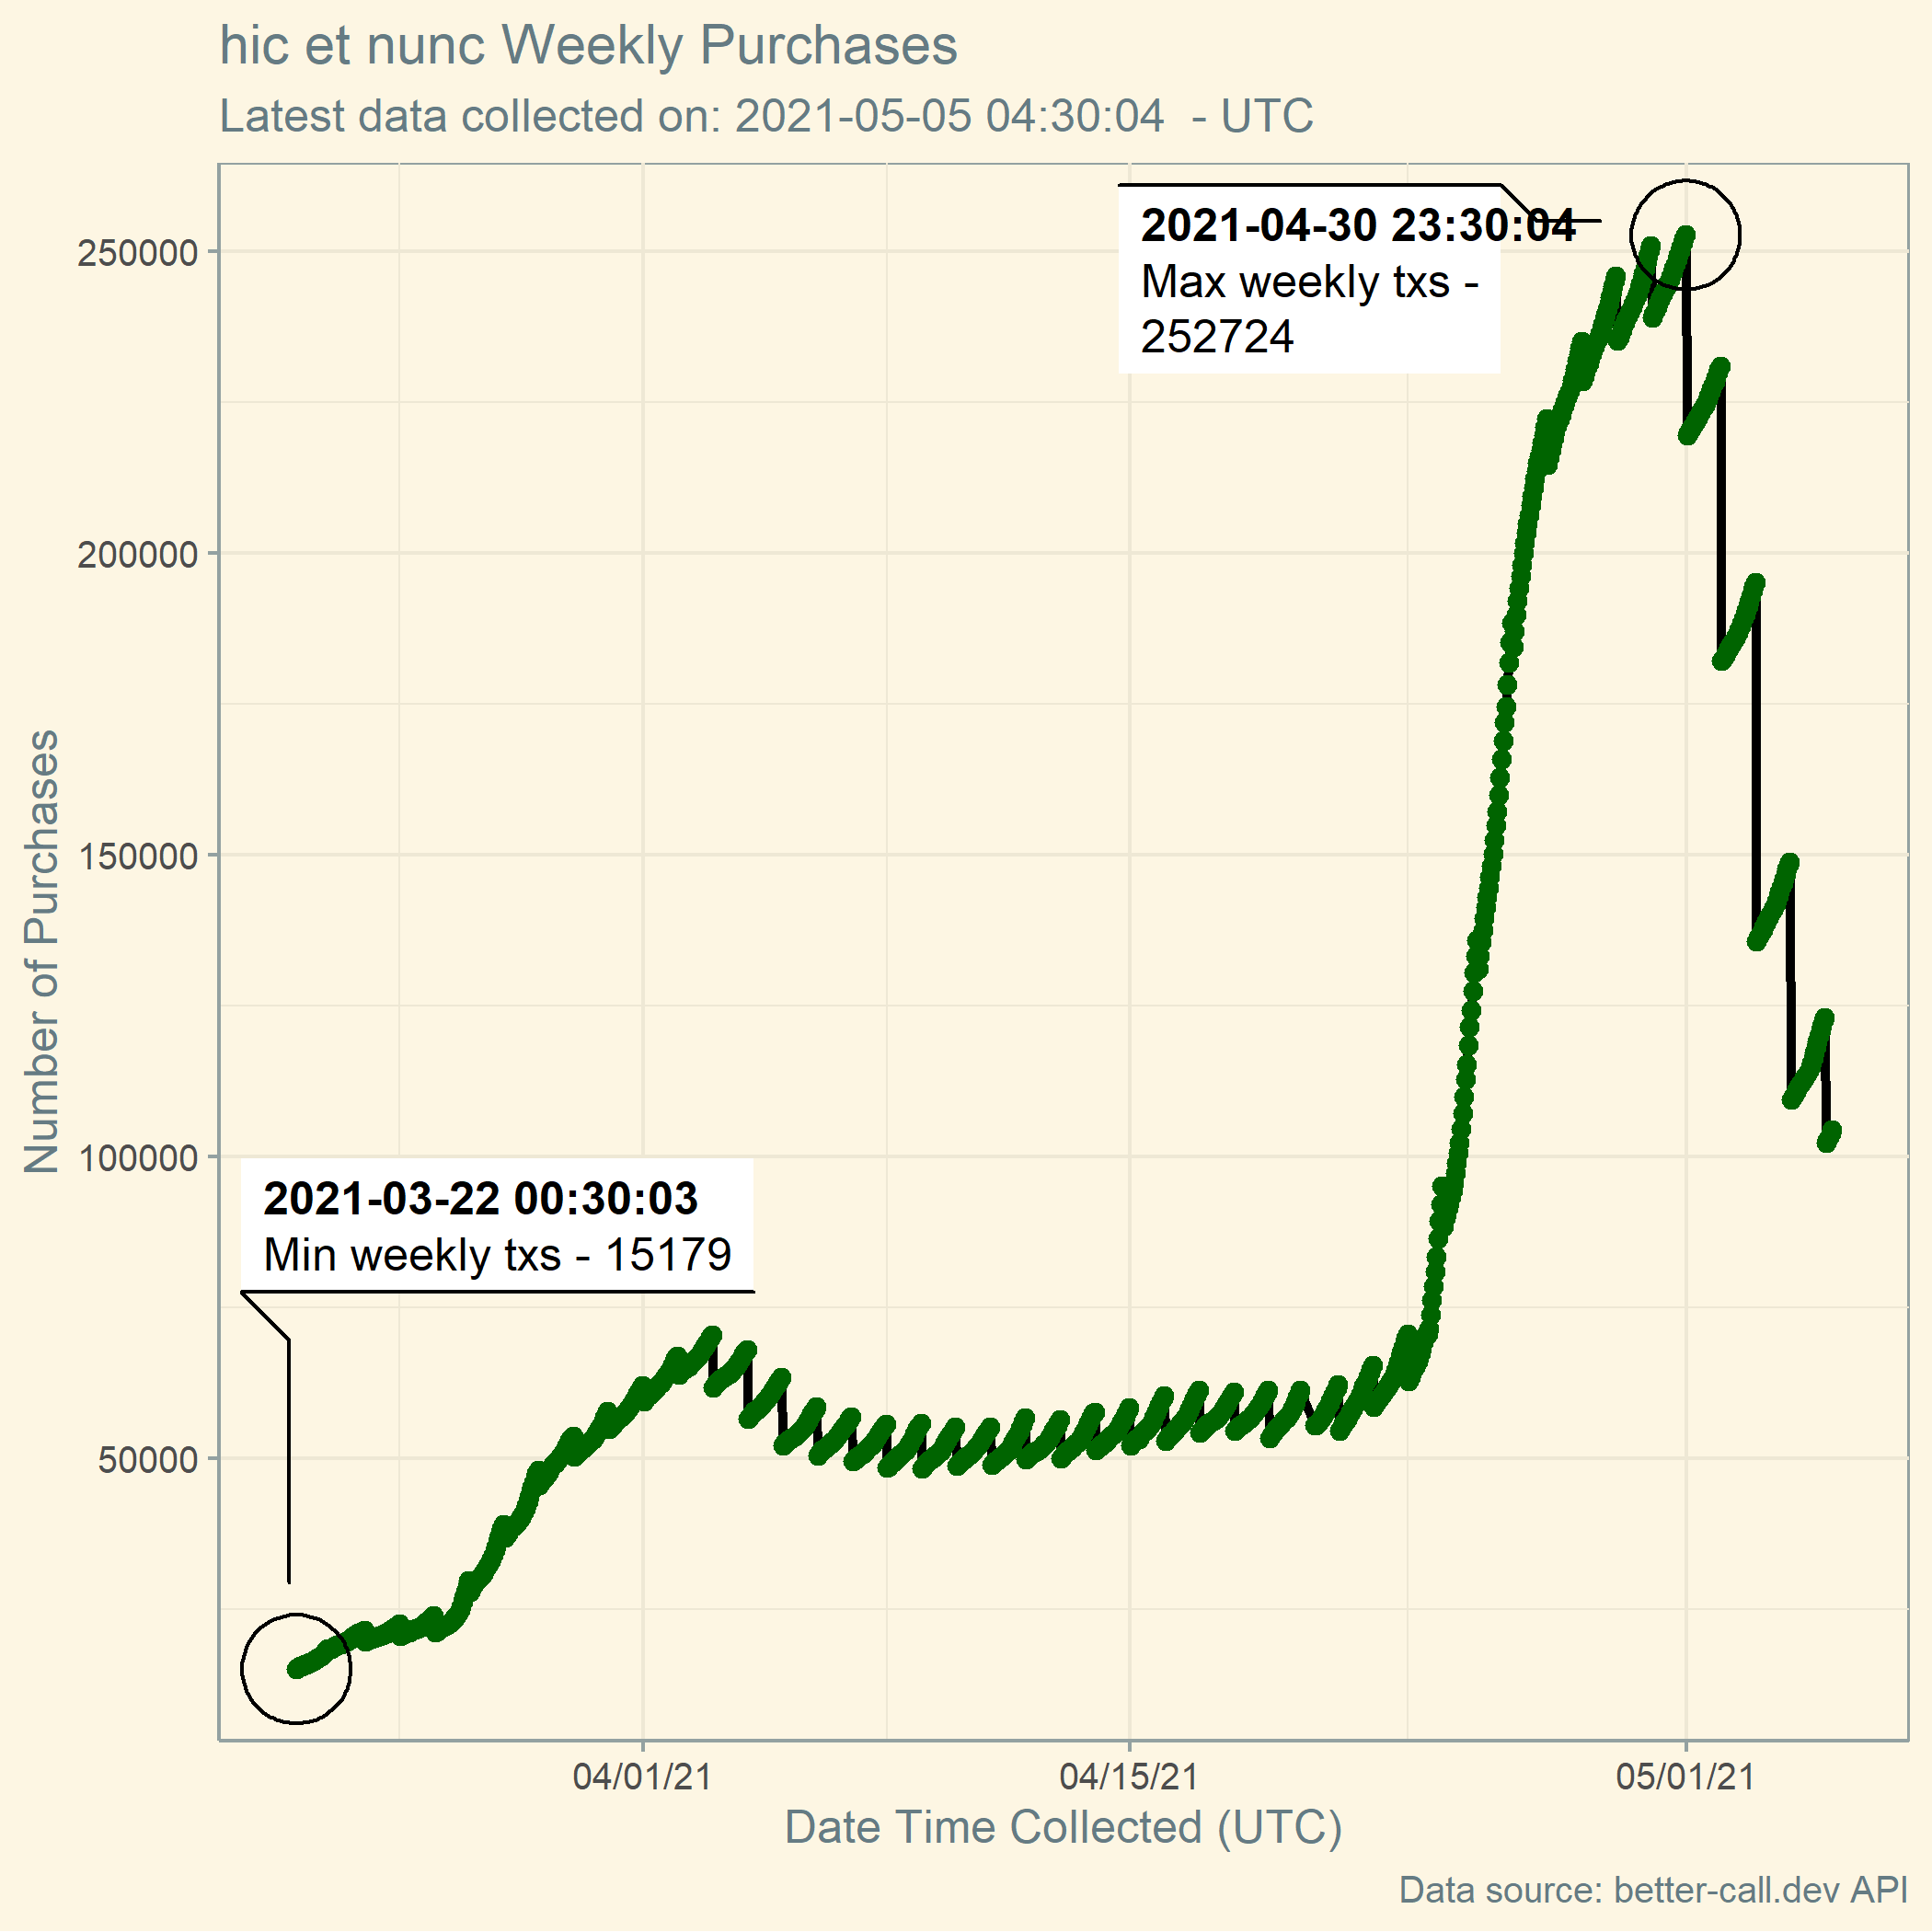 hic et nunc Weekly Purchases
Latest data collected on: 2021-05-05 04:30:04  - UTC
2021-04-30 23:30:04
Max weekly txs -
252724
250000
200000
150000
100000
50000
Number of Purchases
2021-03-22 00:30:03
Min weekly txs - 15179
04/01/21
04/15/21
05/01/21
Date Time Collected (UTC)
Data source: better-call.dev API